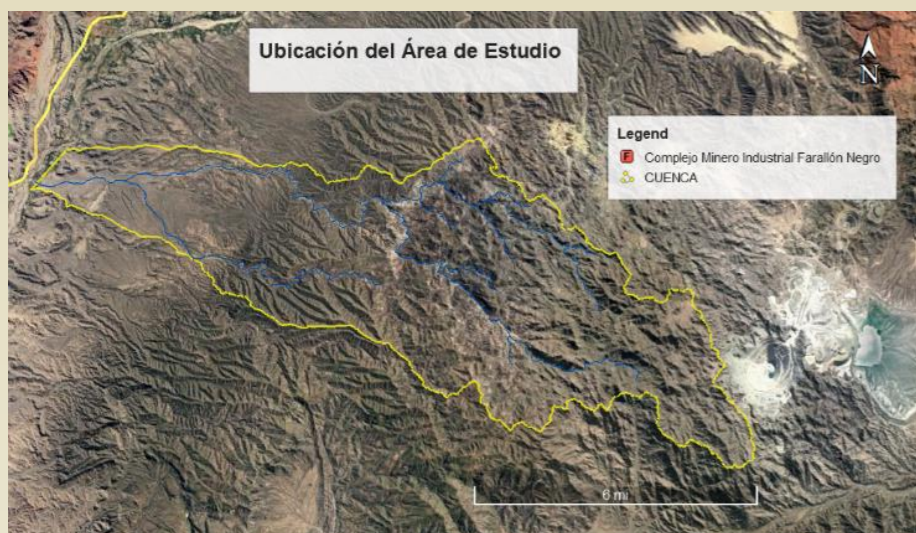 Ubicación del Área de Estudio
N
Legend
F Complejo Minero Industrial Farallón Negro
CUENCA
6 mi